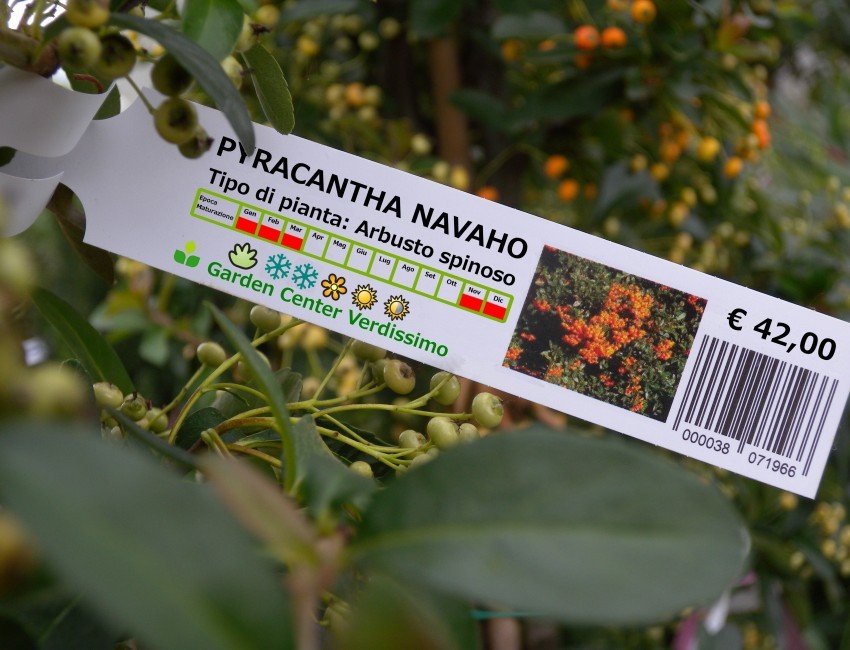 PYRACANTHA NAVAHO
Tipo di pianta: Arbusto spinoso
Epoca
Maturazione
Gen Feb Mar Apr Mag Giu Lug Ago Set Ott Nov Dic
Garden Center Verdissimo
€ 42,00
000038 071966